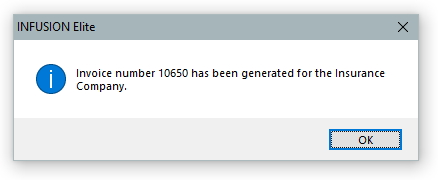 INFUSION Elite
Invoice number 10650 has been generated for the Insurance
Company.
OK